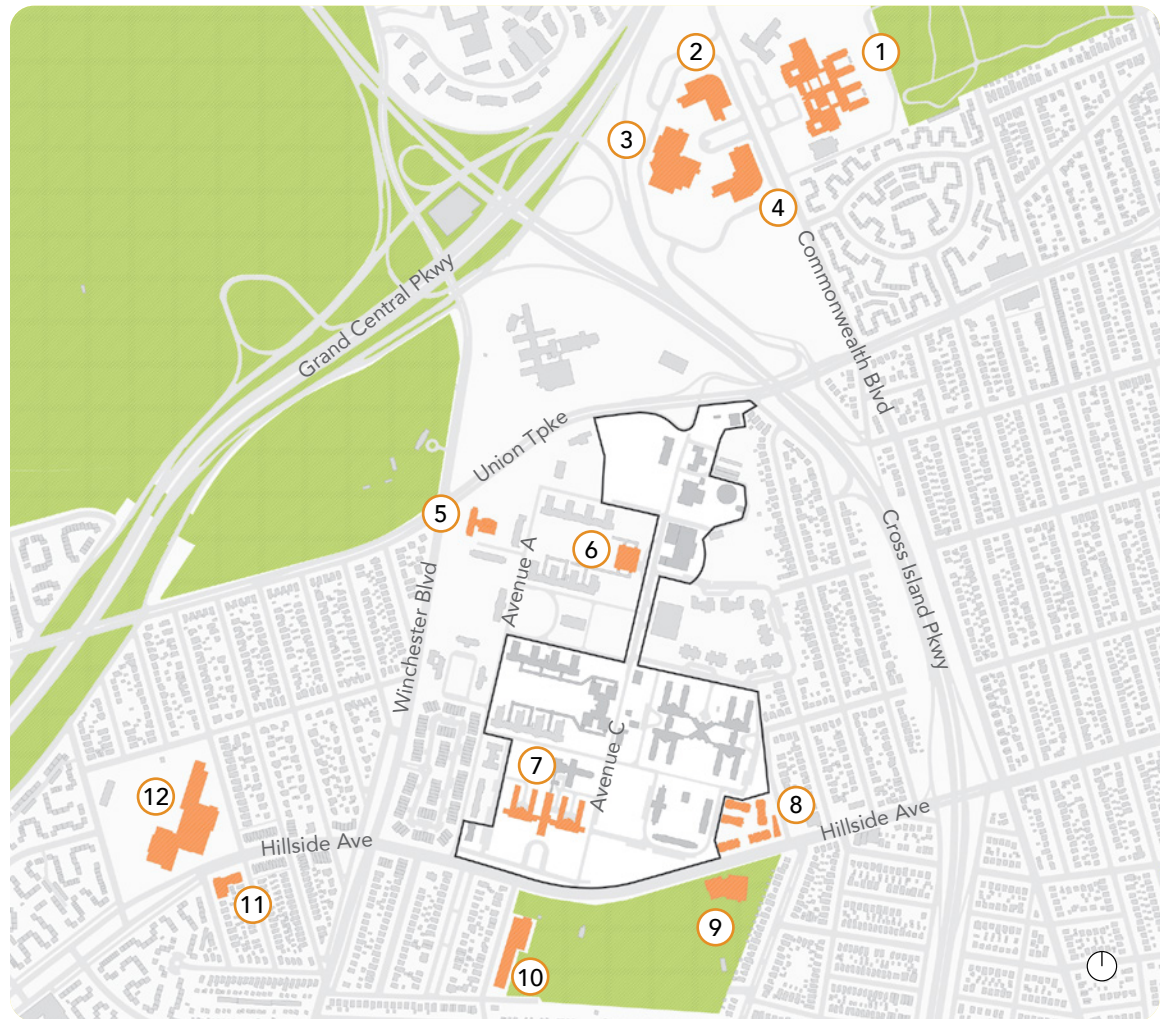 1
2
3
4
Commonwealth Blvd
Grand Central Pkwy
Union Tpke
5
6
Avenue A
Cross Island Pkwy
Winchester Blvd
7
Avenue C
12
8
Hillside Ave
Hillside Ave
11
9
10